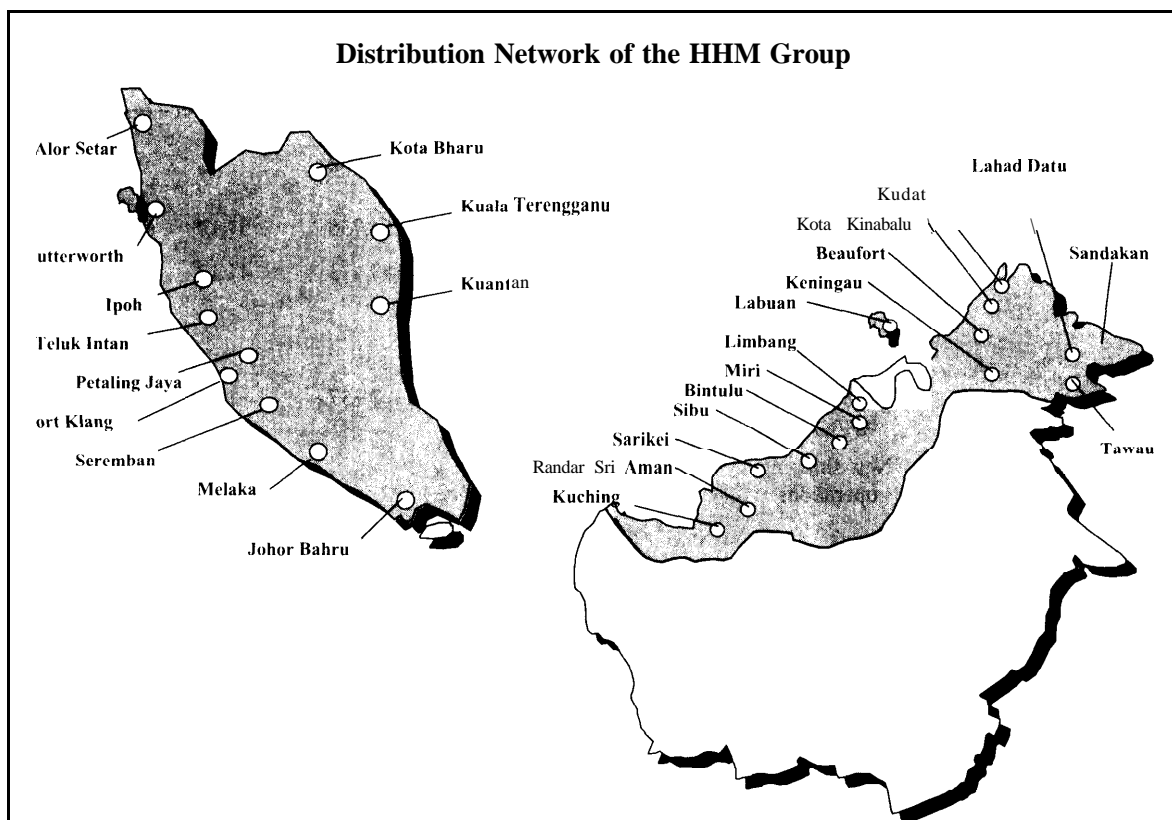 Distribution Network of the HHM Group
Alor Setar
Kota Bharu
Kuala Terengganu
utterworth
Kuantan
Ipoh
Teluk Intan
Petaling Jaya
ort Klang
Seremban
Melaka
Johor Bahru
Lahad Datu
Kudat
Kota Kinabalu
Beaufort
Sandakan
Keningau
Labuan
Limbang
Miri
Bintulu
Sibu
Tawau
Sarikei
Randar Sri Aman
Kuching